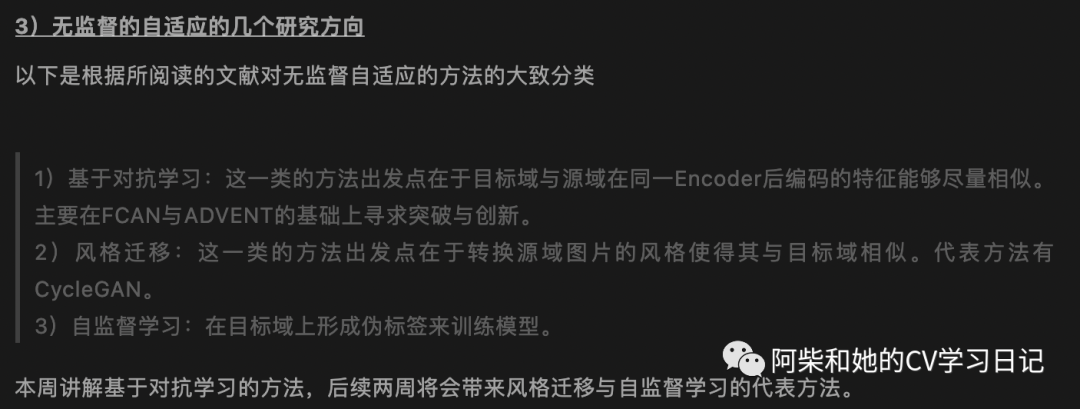 3）无监督的自适应的几个研究方向
以下是根据所阅读的文献对无监督自适应的方法的大致分类
1）基于对抗学习：这一类的方法出发点在于目标域与源域在同一Encoder后编码的特征能够尽量相似。
主要在FCAN与ADVENT的基础上寻求突破与创新。
2）风格迁移：这一类的方法出发点在于转换源域图片的风格使得其与目标域相似。代表方法有
CycleGAN。
3）自监督学习：在目标域上形成伪标签来训练模型。
阿柴和她的CV学习日记
本周讲解基于对抗学习的方法，后续两周将会带来风格迁移与自监督学习的代表方法。